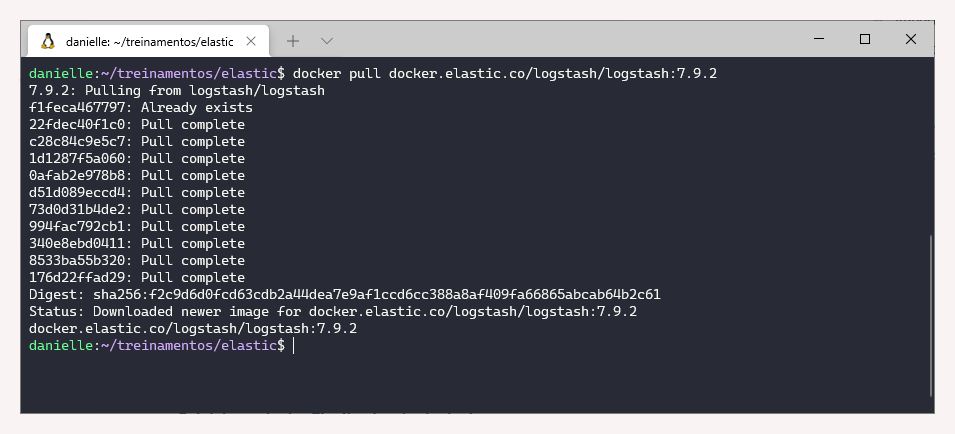 danielle: ~/treinamentos/elastic
danielle:~/treinamentos/elastic$ docker pull docker.elastic.co/logstash/logstash:7.9.2
7.9.2: Pulling from logstash/logstash
f1feca467797: Already exists
22fdec40f1c0: Pull complete
c28c84c9e5c7: Pull complete
1d1287f5a060: Pull complete
0afab2e978b8: Pull complete
d51d089eccd4: Pull complete
73d0d31b4de2: Pull complete
994fac792cb1: Pull complete
340e8ebd0411: Pull complete
8533ba55b320: Pull complete
176d22ffad29: Pull complete
Digest: sha256:f2c9d6d0fcd63cdb2a44dea7e9af1ccd6cc388a8af409fa66865abcab64b2c61
Status: Downloaded newer image for docker.elastic.co/logstash/logstash:7.9.2
docker.elastic.co/logstash/logstash:7.9.2
danielle:~/treinamentos/elastic$